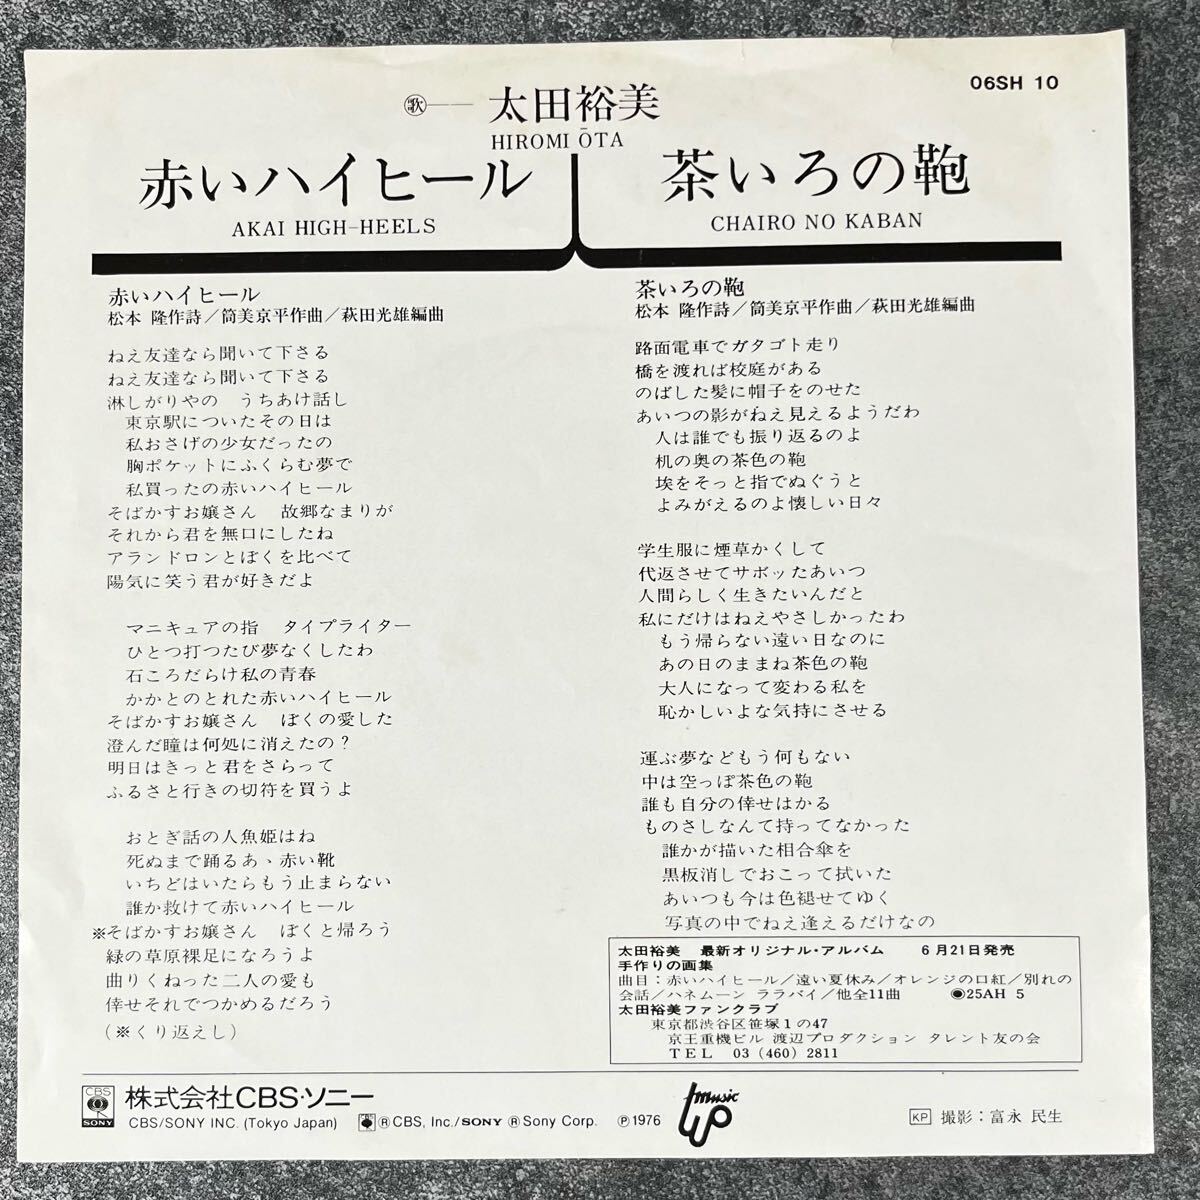 06SH 10
㊙歌 太田裕美
HIROMI ŌTA
赤いハイヒール
AKAI HIGH-HEELS
茶いろの鞄
CHAIRO NO KABAN
赤いハイヒール
松本 隆作詩／筒美京平作曲／萩田光雄編曲
ねえ友達なら聞いて下さる
ねえ友達なら聞いて下さる
淋しがりやの うちあけ話し
東京駅についたその日は
私おさげの少女だったの
胸ポケットにふくらむ夢で
私買ったの赤いハイヒール
そばかすお嬢さん 故郷なまりが
それから君を無口にしたね
アランドロンとぼくを比べて
陽気に笑う君が好きだよ
マニキュアの指 タイプライター
ひとつ打つたび夢なくしたわ
石ころだらけ私の青春
かかとのとれた赤いハイヒール
そばかすお嬢さん ぼくの愛した
澄んだ瞳は何処に消えたの？
明日はきっと君をさらって
ふるさと行きの切符を買うよ
おとぎ話の人魚姫はね
死ぬまで踊るあゝ赤い靴
いちどはいたらもう止まらない
誰か救けて赤いハイヒール
※そばかすお嬢さん ぼくと帰ろう
緑の草原裸足になろうよ
曲りくねった二人の愛も
倖せそれでつかめるだろう
（※くり返えし）
茶いろの鞄
松本 隆作詩／筒美京平作曲／萩田光雄編曲
路面電車でガタゴト走り
橋を渡れば校庭がある
のばした髪に帽子をのせた
あいつの影がねえ見えるようだわ
人は誰でも振り返るのよ
机の奥の茶色の鞄
埃をそっと指でぬぐうと
よみがえるのよ懐しい日々
学生服に煙草かくして
代返させてサボッたあいつ
人間らしく生きたいんだと
私にだけはねえやさしかったわ
もう帰らない遠い日なのに
あの日のままね茶色の鞄
大人になって変わる私を
恥かしいよな気持にさせる
運ぶ夢などもう何もない
中は空っぽ茶色の鞄
誰も自分の倖せはかる
ものさしなんて持ってなかった
誰かが描いた相合傘を
黒板消しでおこって拭いた
あいつも今は色褪せてゆく
写真の中でねえ逢えるだけなの
太田裕美 最新オリジナル・アルバム 6月21日発売
手作りの画集
曲目：赤いハイヒール／遠い夏休み／オレンジの口紅／別れの
会話／ハネムーン ララバイ／他全11曲 ◉25AH 5
太田裕美ファンクラブ
東京都渋谷区笹塚1の47
京王重機ビル 渡辺プロダクション タレント友の会
TEL 03(460)2811
CBS
SONY
株式会社CBS・ソニー
CBS/SONY INC. (Tokyo Japan) ® CBS, Inc./SONY ® Sony Corp. ℗1976
music up
KP 撮影：富永 民生